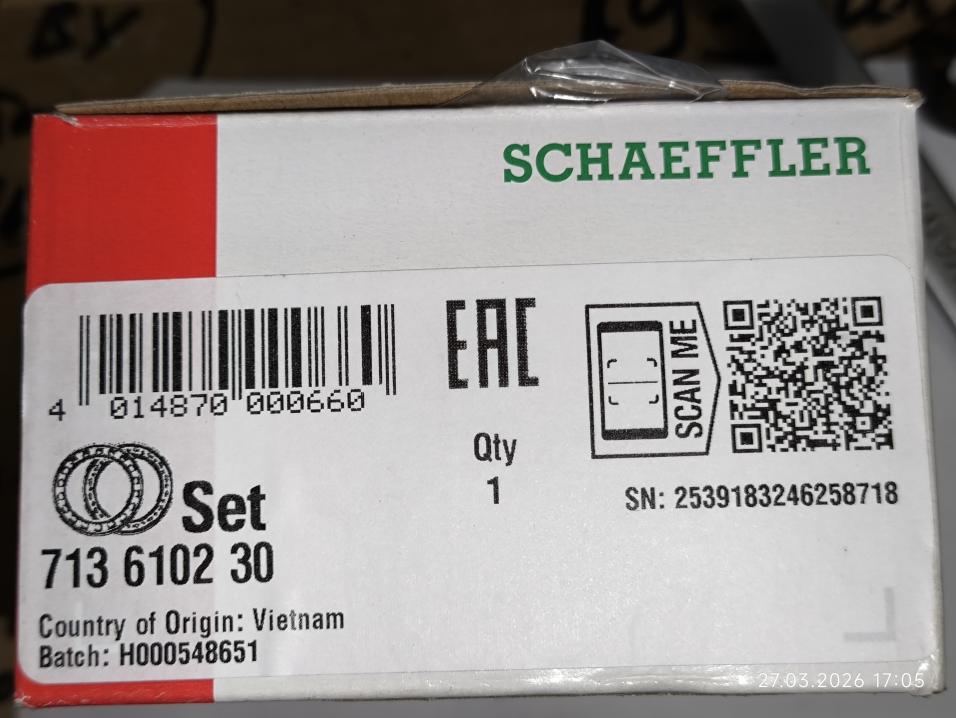 SCHAEFFLER
EAC
SCAN ME
4 014870 000660
Qty
1
SN: 2539183246258718
Set
713 6102 30
Country of Origin: Vietnam
Batch: H000548651
27.03.2026 17:05